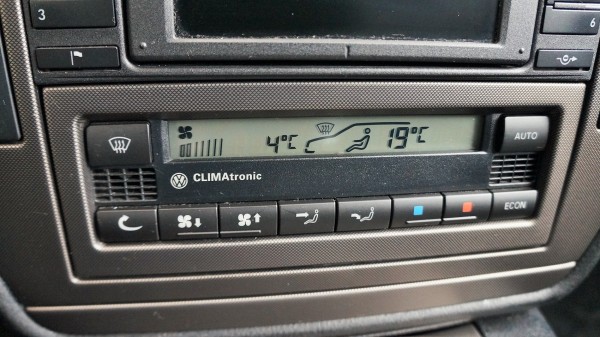 3
6
AUTO
4°C 19°C
CLIMAtronic
ECON